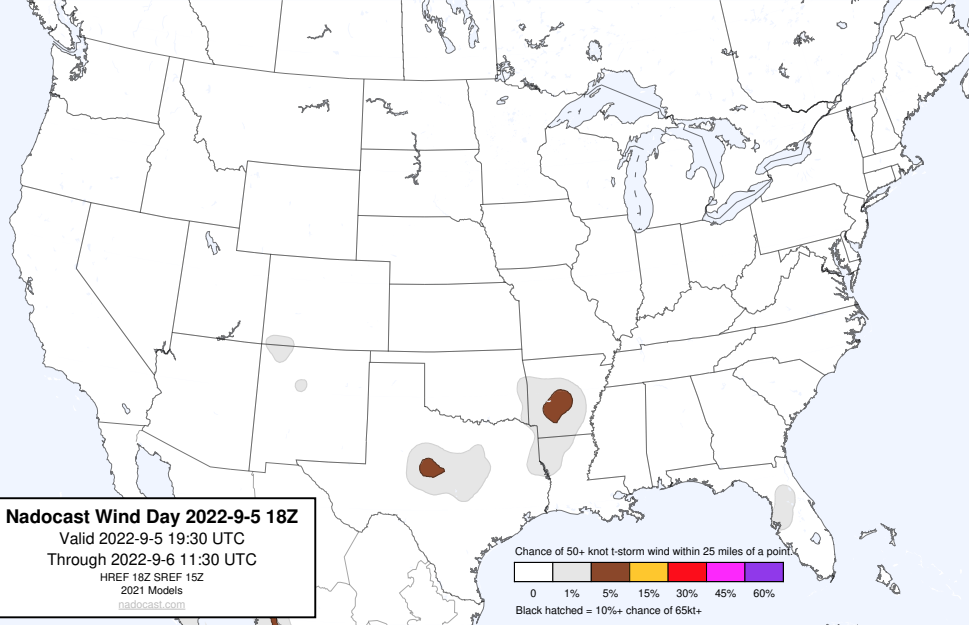 Nadocast Wind Day 2022-9-5 18Z
Valid 2022-9-5 19:30 UTC
Through 2022-9-6 11:30 UTC
HREF 18Z SREF 15Z
2021 Models
nadocast.com
Chance of 50+ knot t-storm wind within 25 miles of a point.
0 1% 5% 15% 30% 45% 60%
Black hatched = 10%+ chance of 65kt+